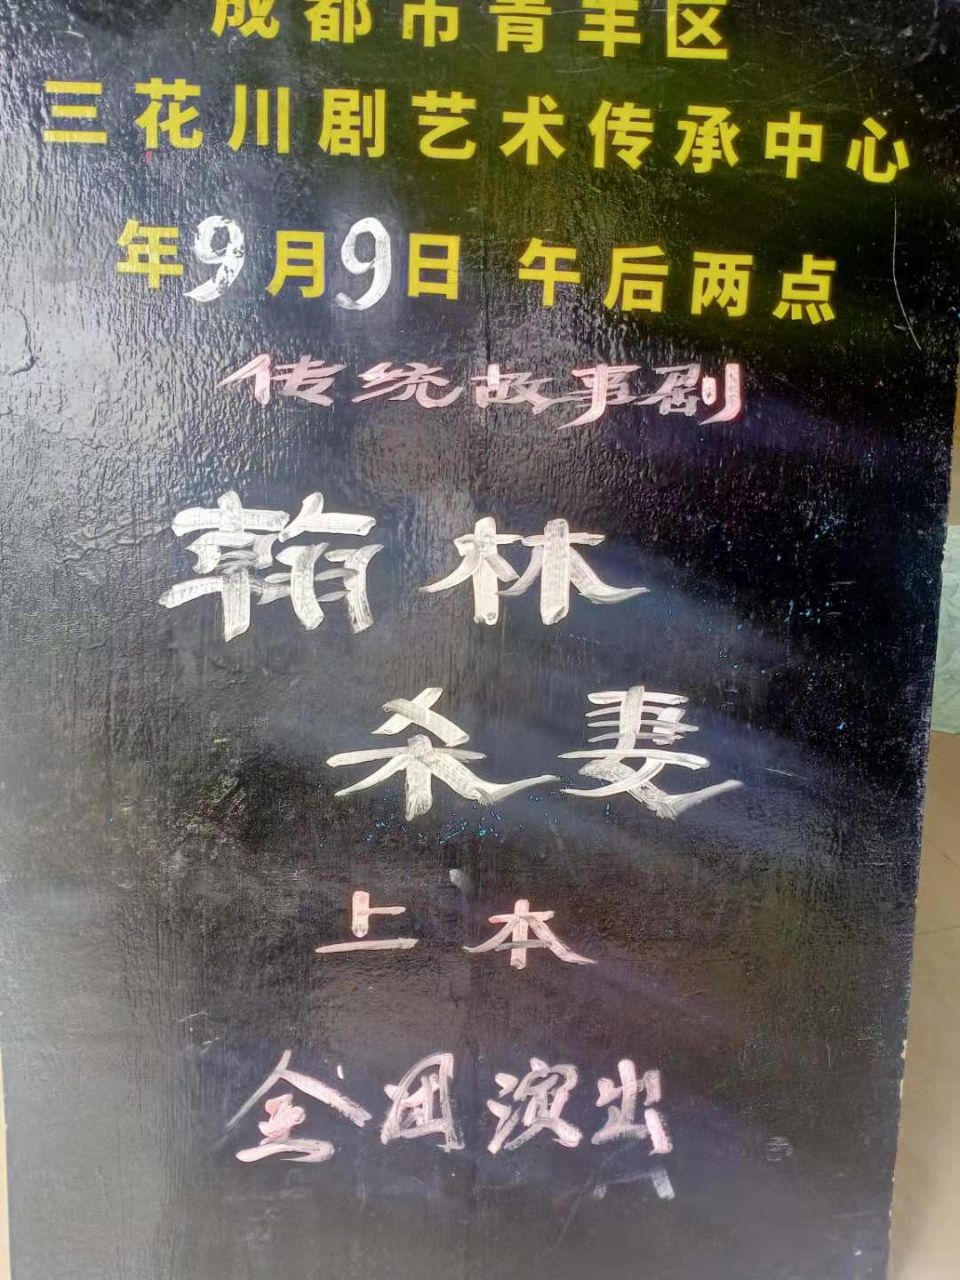 成都市青羊区
三花川剧艺术传承中心
年9月9日 午后两点
传统故事剧
翰林
杀妻
上本
全团演出